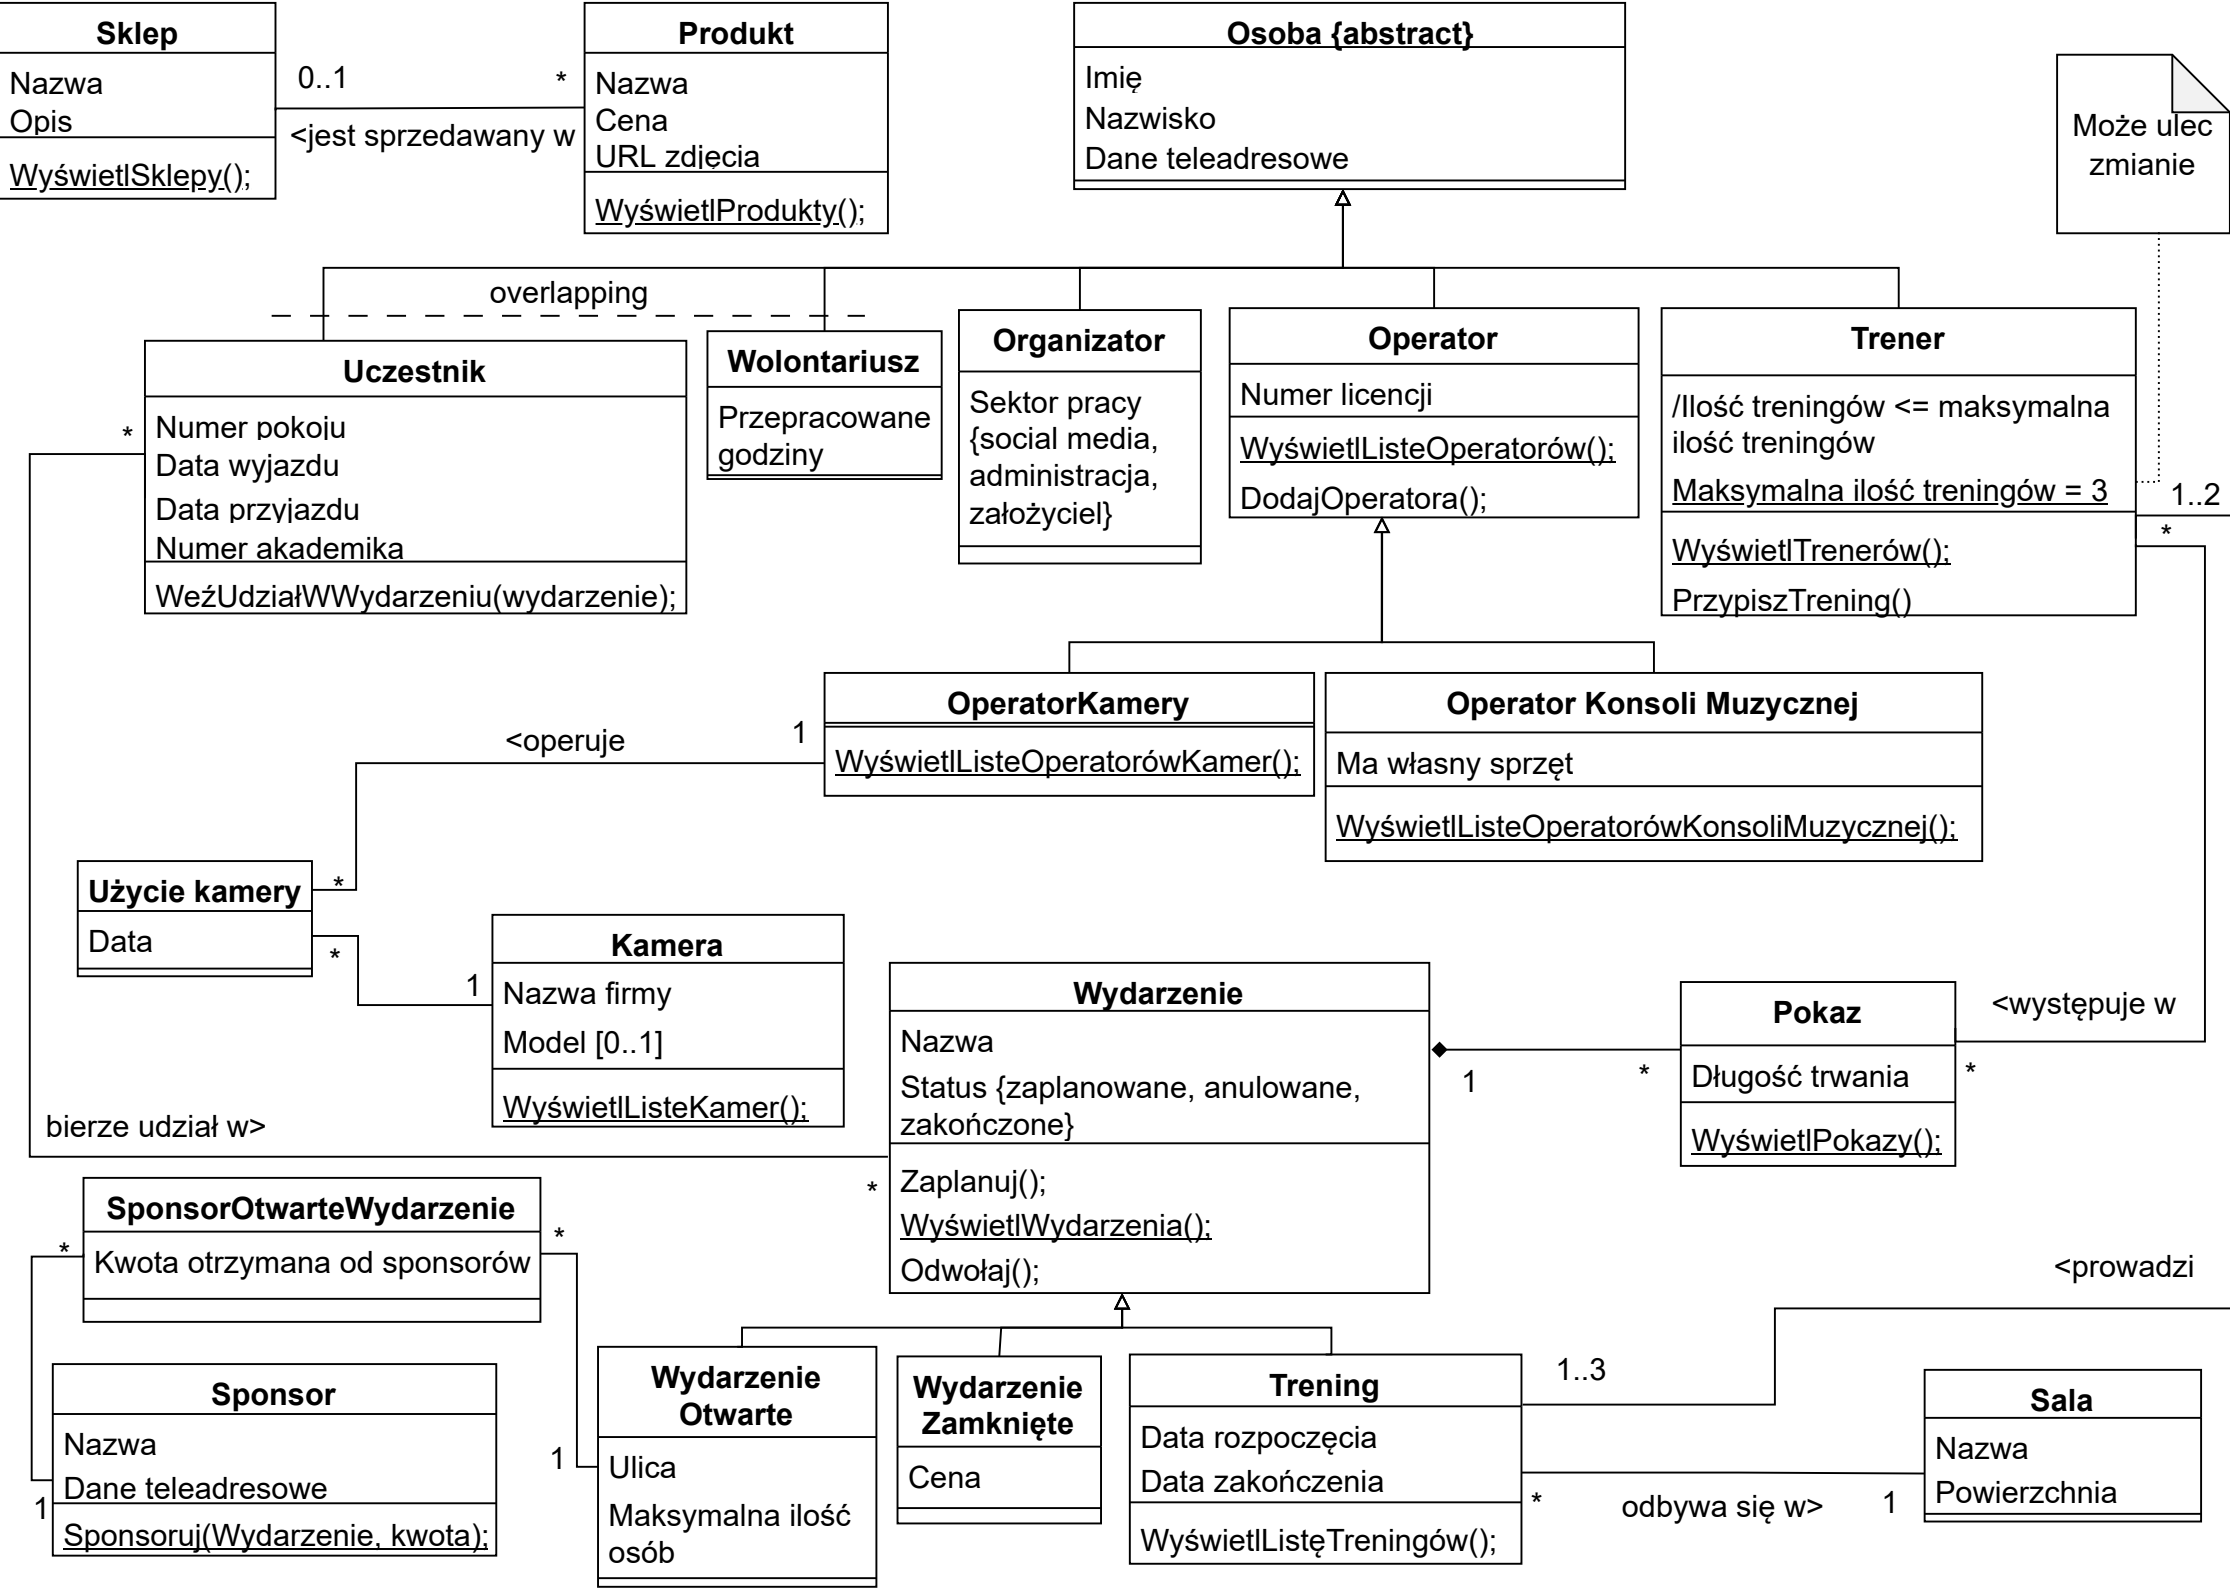 Sklep
Nazwa
Opis
WyświetlSklepy();
0..1
*
<jest sprzedawany w
Produkt
Nazwa
Cena
URL zdjęcia
WyświetlProdukty();
Osoba {abstract}
Imię
Nazwisko
Dane teleadresowe
Może ulec
zmianie
overlapping
Uczestnik
Numer pokoju
Data wyjazdu
Data przyjazdu
Numer akademika
WeźUdziałWWydarzeniu(wydarzenie);
*
Wolontariusz
Przepracowane
godziny
Organizator
Sektor pracy
{social media,
administracja,
założyciel}
Operator
Numer licencji
WyświetlListeOperatorów();
DodajOperatora();
Trener
/Ilość treningów <= maksymalna
ilość treningów
Maksymalna ilość treningów = 3
WyświetlTrenerów();
PrzypiszTrening()
1..2
*
OperatorKamery
WyświetlListeOperatorówKamer();
Operator Konsoli Muzycznej
Ma własny sprzęt
WyświetlListeOperatorówKonsoliMuzycznej();
<operuje
1
Użycie kamery
Data
*
*
Kamera
Nazwa firmy
Model [0..1]
WyświetlListeKamer();
1
Wydarzenie
Nazwa
Status {zaplanowane, anulowane,
zakończone}
Zaplanuj();
WyświetlWydarzenia();
Odwołaj();
1
*
Pokaz
Długość trwania
WyświetlPokazy();
<występuje w
*
bierze udział w>
*
SponsorOtwarteWydarzenie
Kwota otrzymana od sponsorów
*
*
Sponsor
Nazwa
Dane teleadresowe
Sponsoruj(Wydarzenie, kwota);
1
Wydarzenie
Otwarte
Ulica
Maksymalna ilość
osób
1
Wydarzenie
Zamknięte
Cena
Trening
Data rozpoczęcia
Data zakończenia
WyświetlListęTreningów();
1..3
<prowadzi
*
odbywa się w>
1
Sala
Nazwa
Powierzchnia